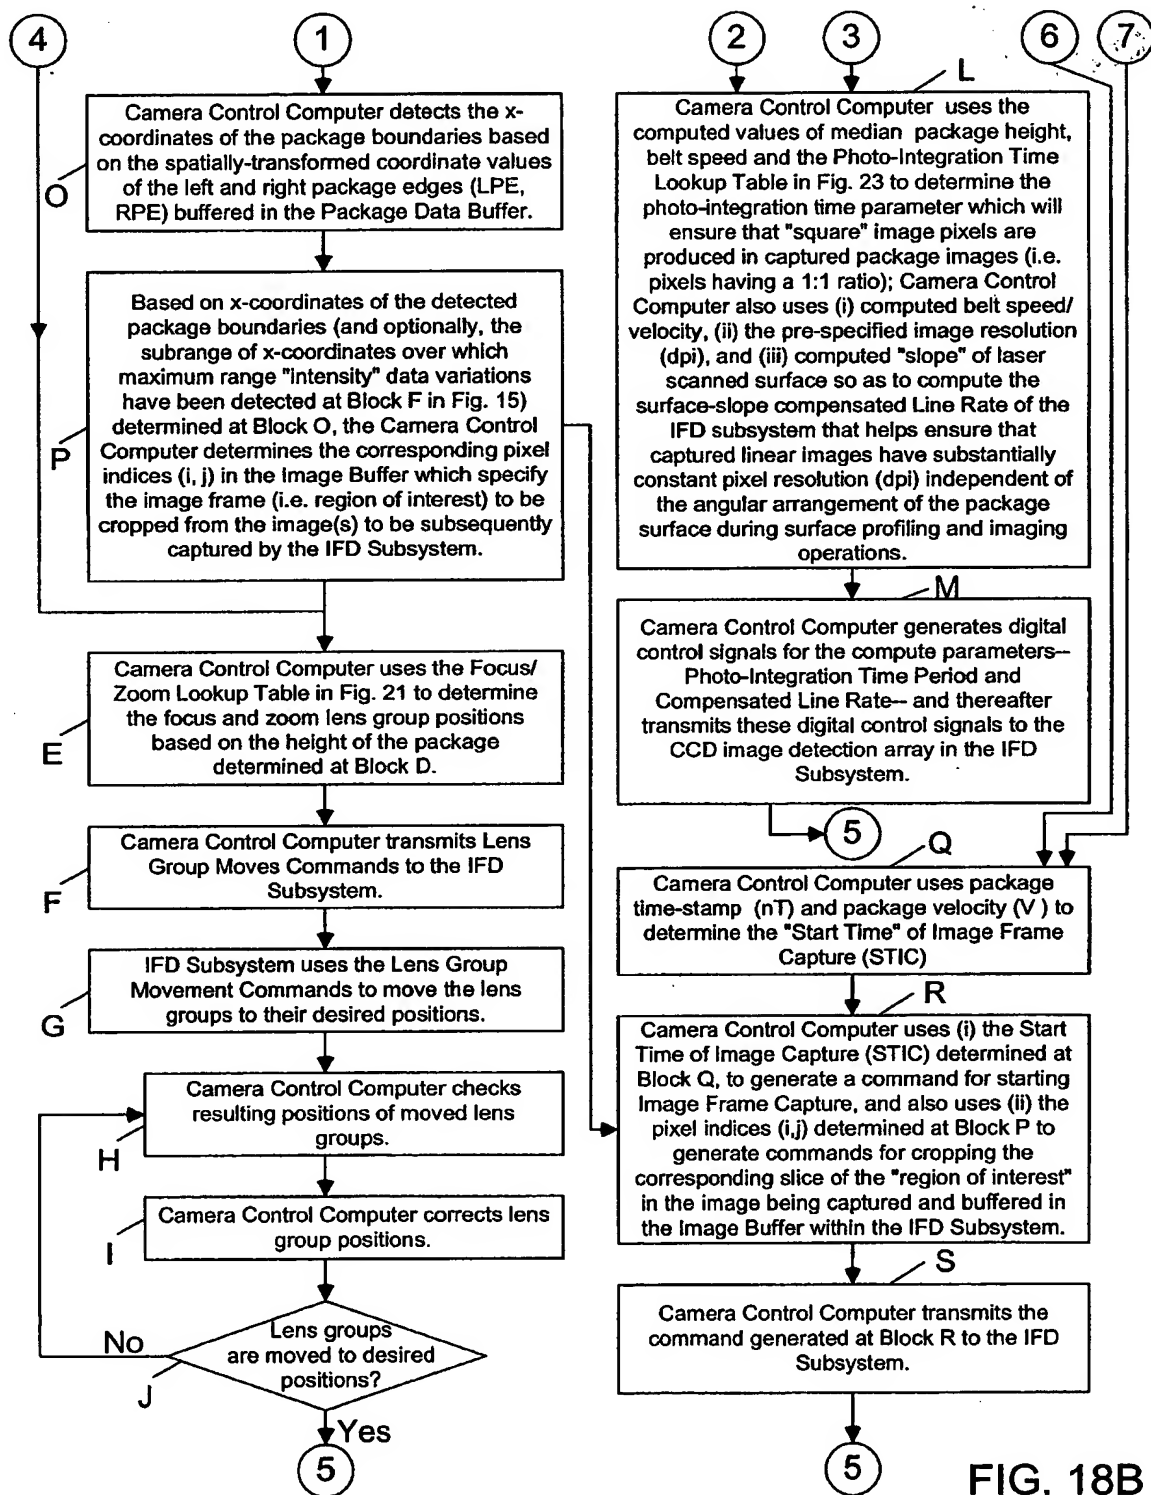 4
1
Camera Control Computer detects the x-
coordinates of the package boundaries based
on the spatially-transformed coordinate values
of the left and right package edges (LPE,
RPE) buffered in the Package Data Buffer.
O
Based on x-coordinates of the detected
package boundaries (and optionally, the
subrange of x-coordinates over which
maximum range "intensity" data variations
have been detected at Block F in Fig. 15)
determined at Block O, the Camera Control
Computer determines the corresponding pixel
indices (i, j) in the Image Buffer which specify
the image frame (i.e. region of interest) to be
cropped from the image(s) to be subsequently
captured by the IFD Subsystem.
P
Camera Control Computer uses the Focus/
Zoom Lookup Table in Fig. 21 to determine
the focus and zoom lens group positions
based on the height of the package
determined at Block D.
E
Camera Control Computer transmits Lens
Group Moves Commands to the IFD
Subsystem.
F
IFD Subsystem uses the Lens Group
Movement Commands to move the lens
groups to their desired positions.
G
Camera Control Computer checks
resulting positions of moved lens
groups.
H
Camera Control Computer corrects lens
group positions.
I
Lens groups
are moved to desired
positions?
No
J
Yes
5
2
3
6
7
L
Camera Control Computer uses the
computed values of median package height,
belt speed and the Photo-Integration Time
Lookup Table in Fig. 23 to determine the
photo-integration time parameter which will
ensure that "square" image pixels are
produced in captured package images (i.e.
pixels having a 1:1 ratio); Camera Control
Computer also uses (i) computed belt speed/
velocity, (ii) the pre-specified image resolution
(dpi), and (iii) computed "slope" of laser
scanned surface so as to compute the
surface-slope compensated Line Rate of the
IFD subsystem that helps ensure that
captured linear images have substantially
constant pixel resolution (dpi) independent of
the angular arrangement of the package
surface during surface profiling and imaging
operations.
M
Camera Control Computer generates digital
control signals for the compute parameters--
Photo-Integration Time Period and
Compensated Line Rate-- and thereafter
transmits these digital control signals to the
CCD image detection array in the IFD
Subsystem.
5
Q
Camera Control Computer uses package
time-stamp (nT) and package velocity (V ) to
determine the "Start Time" of Image Frame
Capture (STIC)
R
Camera Control Computer uses (i) the Start
Time of Image Capture (STIC) determined at
Block Q, to generate a command for starting
Image Frame Capture, and also uses (ii) the
pixel indices (i,j) determined at Block P to
generate commands for cropping the
corresponding slice of the "region of interest"
in the image being captured and buffered in
the Image Buffer within the IFD Subsystem.
S
Camera Control Computer transmits the
command generated at Block R to the IFD
Subsystem.
5
FIG. 18B